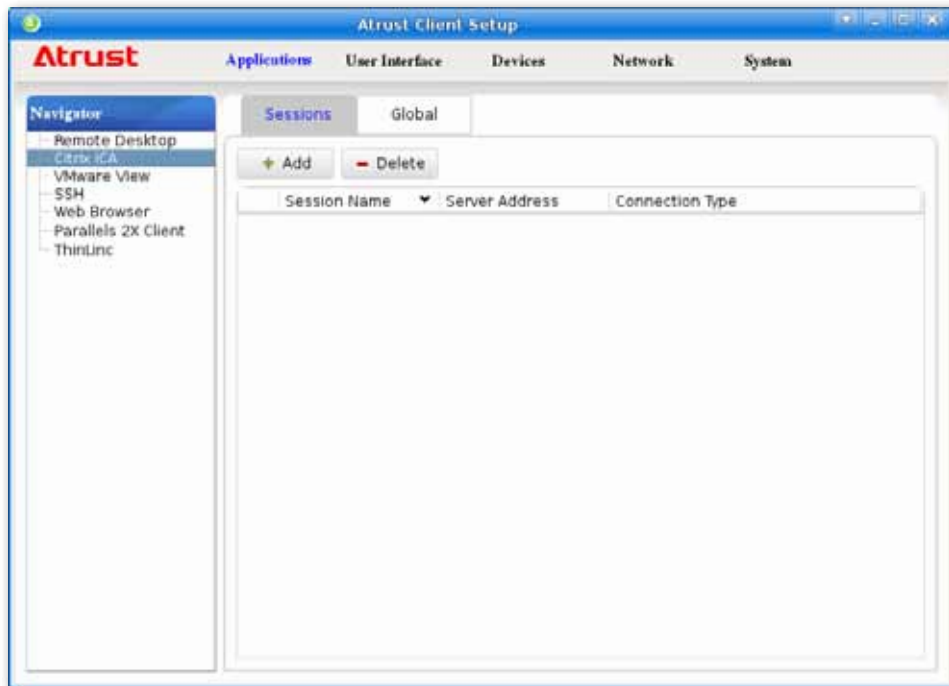 Atrust Client Setup
Atrust
Applications User Interface Devices Network System
Navigator
Remote Desktop
Citrix ICA
VMware View
SSH
Web Browser
Parallels 2X Client
ThinLinc
Sessions Global
+ Add - Delete
Session Name Server Address Connection Type